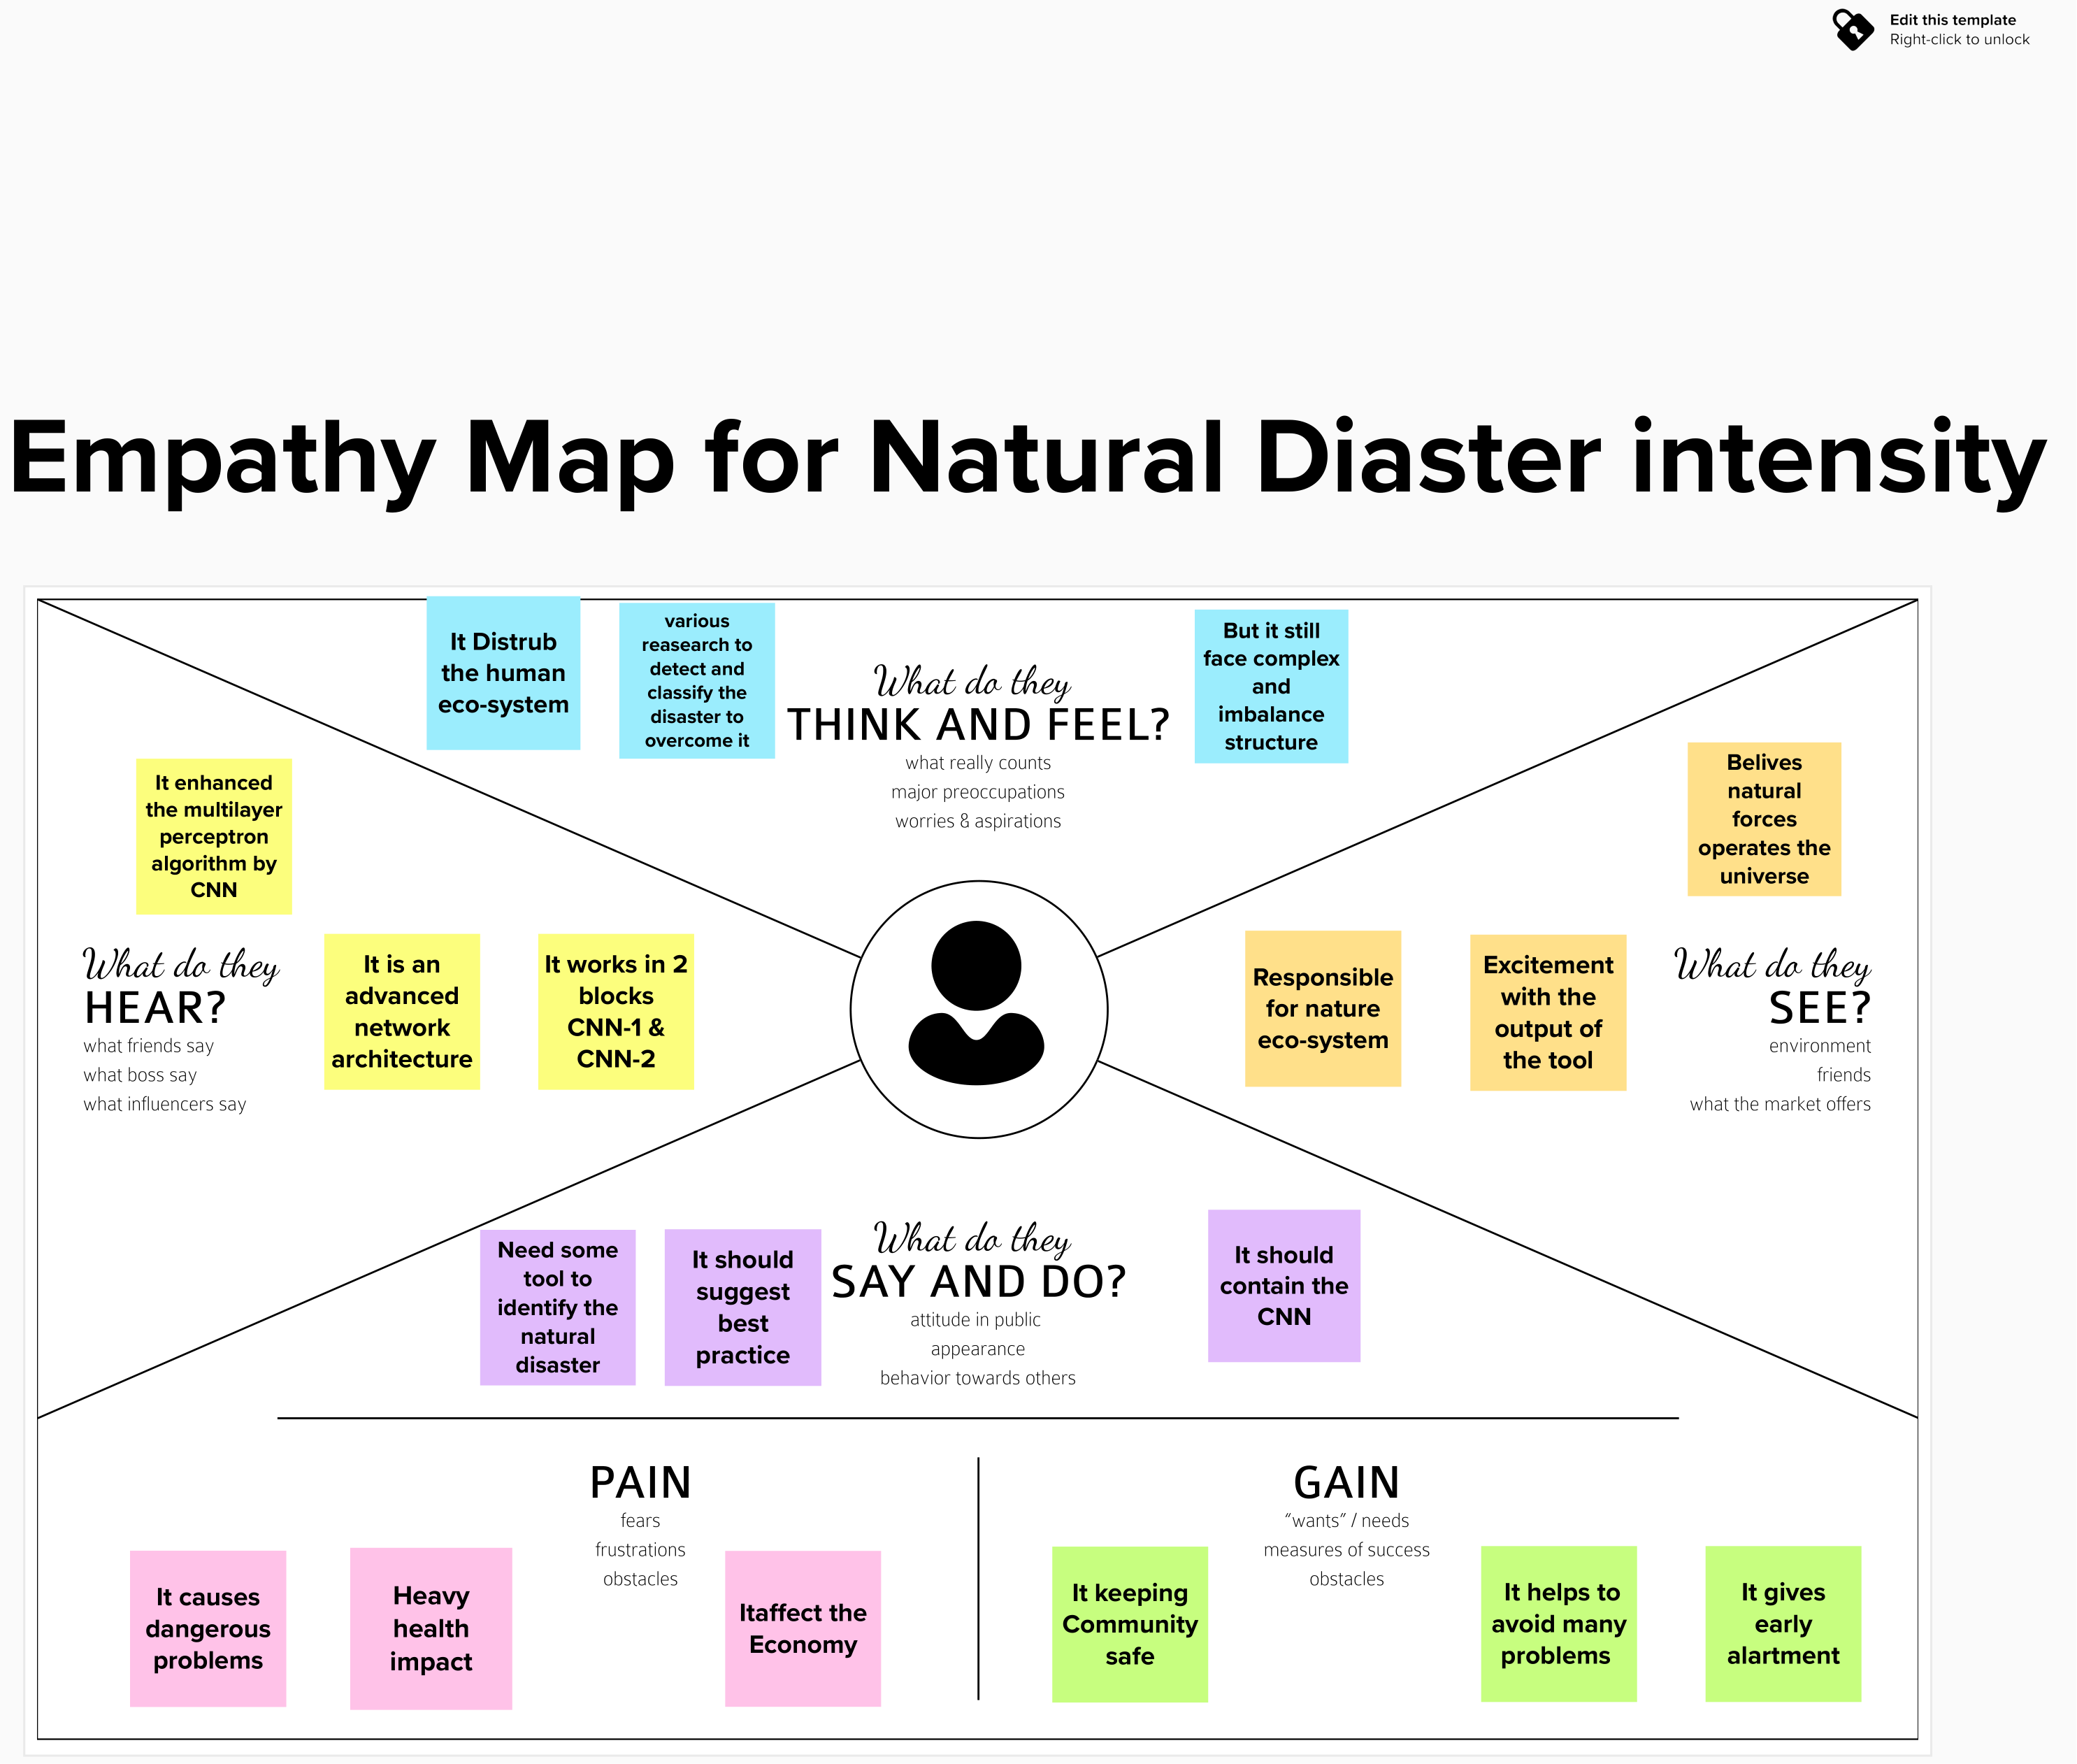 Edit this template
Right-click to unlock
Empathy Map for Natural Diaster intensity
It Distrub
the human
eco-system
various
reasearch to
detect and
classify the
disaster to
overcome it
What do they
THINK AND FEEL?
what really counts
major preoccupations
worries & aspirations
But it still
face complex
and
imbalance
structure
It enhanced
the multilayer
perceptron
algorithm by
CNN
What do they
HEAR?
what friends say
what boss say
what influencers say
It is an
advanced
network
architecture
It works in 2
blocks
CNN-1 &
CNN-2
Belives
natural
forces
operates the
universe
Responsible
for nature
eco-system
Excitement
with the
output of
the tool
What do they
SEE?
environment
friends
what the market offers
Need some
tool to
identify the
natural
disaster
It should
suggest
best
practice
What do they
SAY AND DO?
attitude in public
appearance
behavior towards others
It should
contain the
CNN
PAIN
fears
frustrations
obstacles
It causes
dangerous
problems
Heavy
health
impact
Itaffect the
Economy
GAIN
“wants” / needs
measures of success
obstacles
It keeping
Community
safe
It helps to
avoid many
problems
It gives
early
alartment